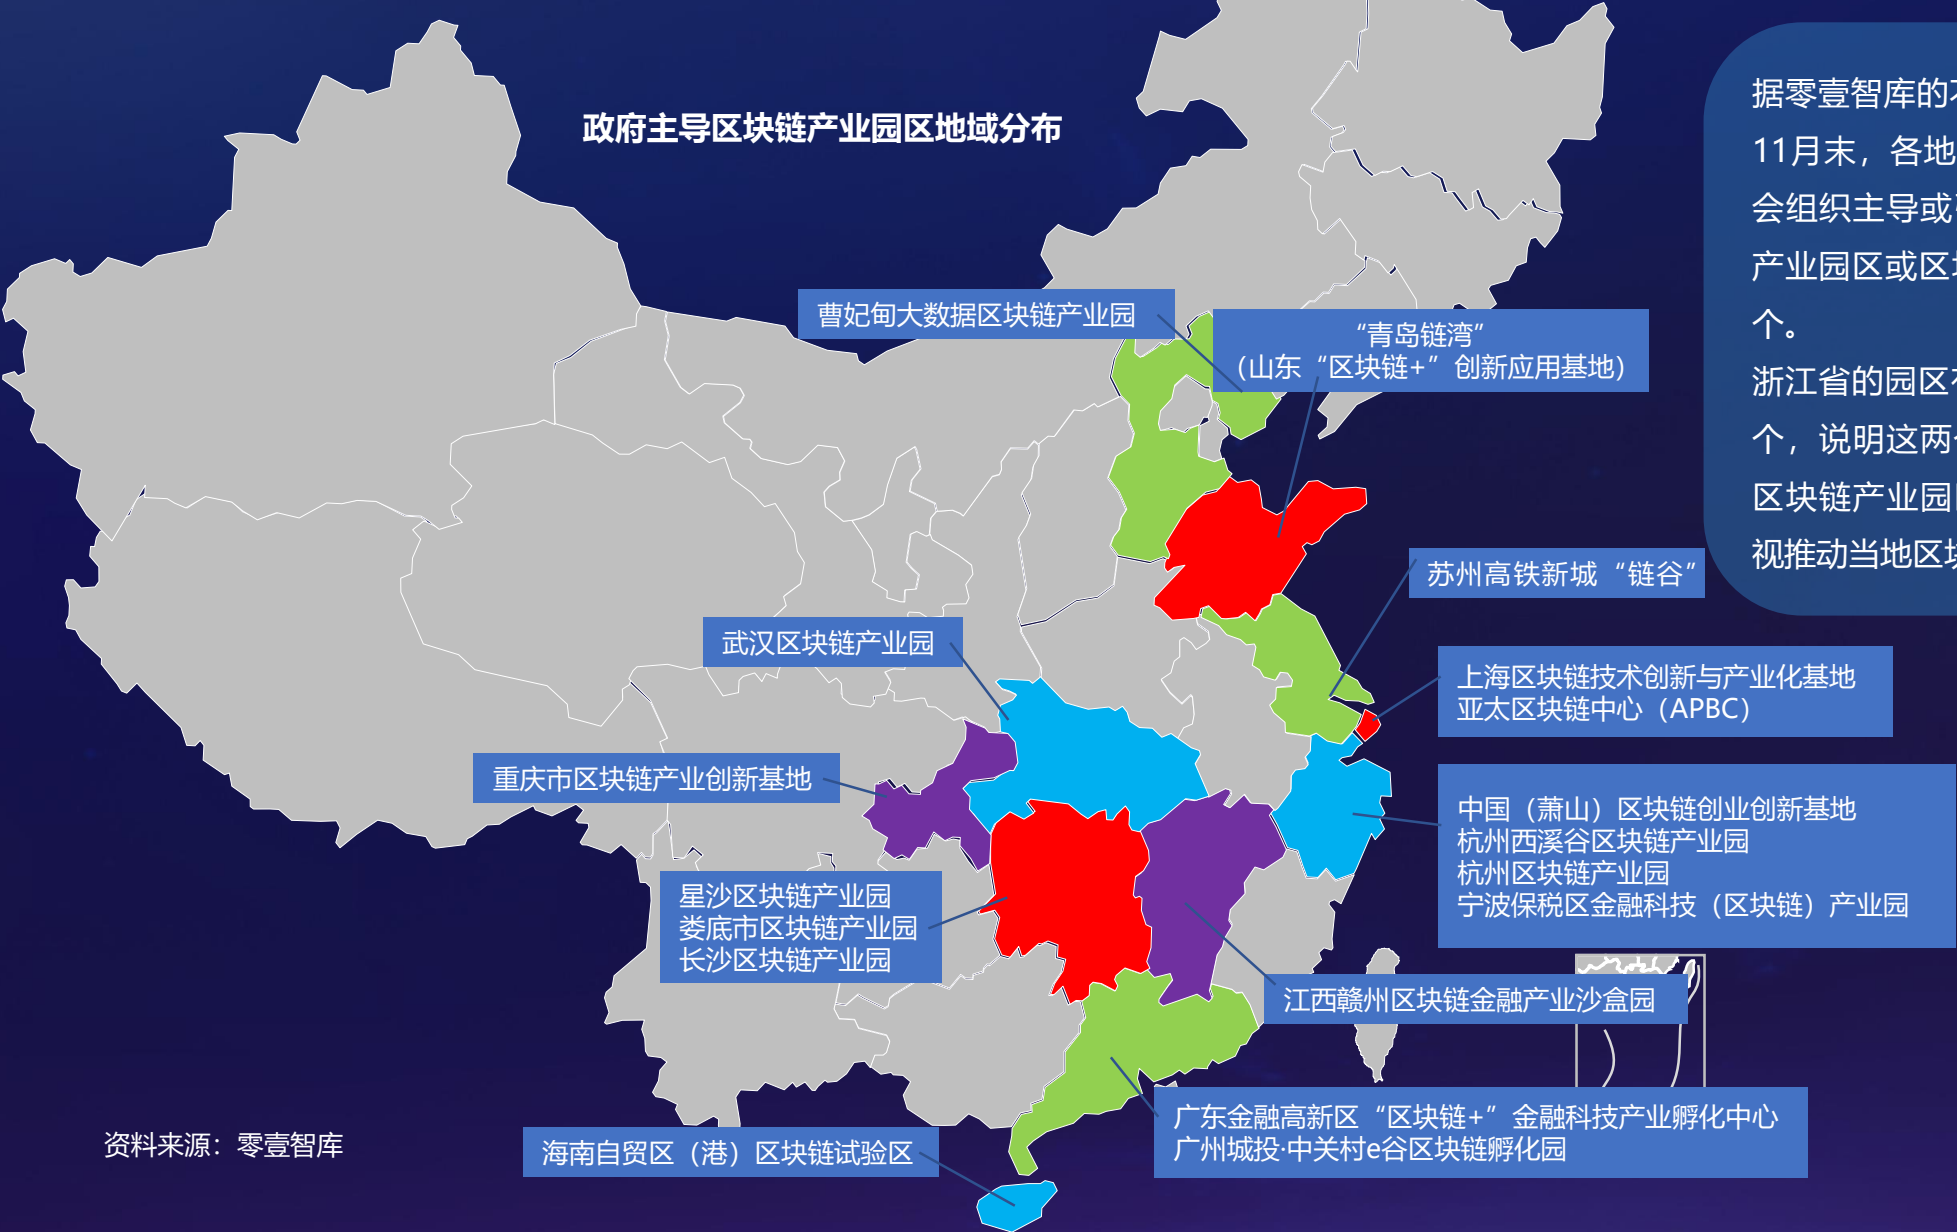 政府主导区块链产业园区地域分布
据零壹智库的
11月末，各地
会组织主导或
产业园区或区
个。
浙江省的园区
个，说明这两
区块链产业园
视推动当地区
曹妃甸大数据区块链产业园
“青岛链湾”
（山东“区块链+”创新应用基地）
苏州高铁新城“链谷”
武汉区块链产业园
上海区块链技术创新与产业化基地
亚太区块链中心（APBC）
重庆市区块链产业创新基地
中国（萧山）区块链创业创新基地
杭州西溪谷区块链产业园
杭州区块链产业园
宁波保税区金融科技（区块链）产业园
星沙区块链产业园
娄底市区块链产业园
长沙区块链产业园
江西赣州区块链金融产业沙盒园
广东金融高新区“区块链+”金融科技产业孵化中心
广州城投·中关村e谷区块链孵化园
海南自贸区（港）区块链试验区
资料来源：零壹智库